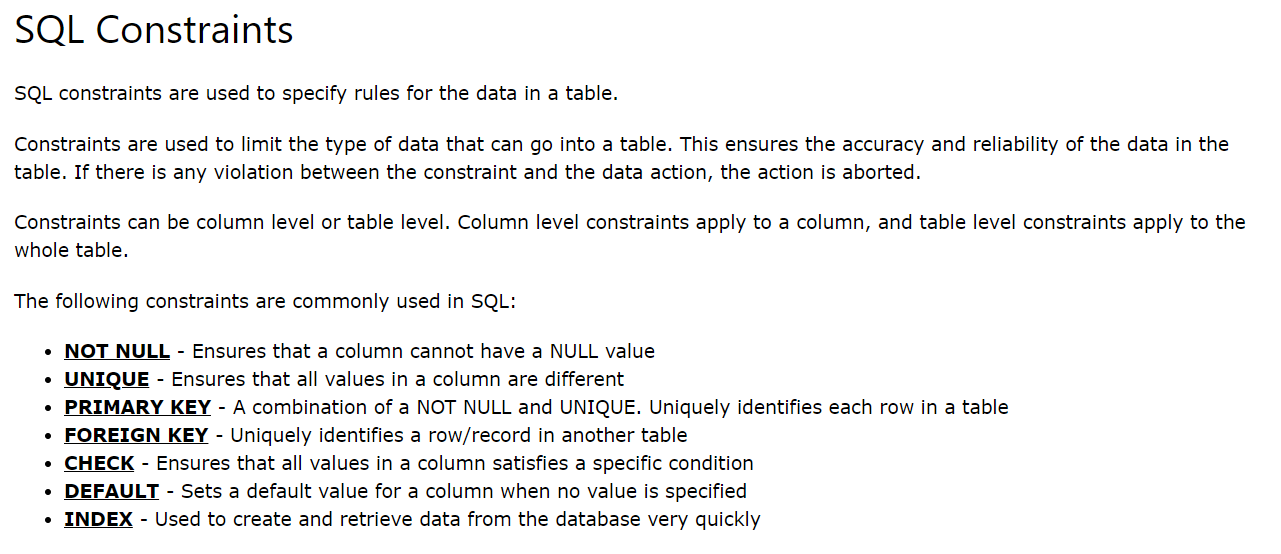 SQL Constraints
SQL constraints are used to specify rules for the data in a table.
Constraints are used to limit the type of data that can go into a table. This ensures the accuracy and reliability of the data in the
table. If there is any violation between the constraint and the data action, the action is aborted.
Constraints can be column level or table level. Column level constraints apply to a column, and table level constraints apply to the
whole table.
The following constraints are commonly used in SQL:
• NOT NULL - Ensures that a column cannot have a NULL value
• UNIQUE - Ensures that all values in a column are different
• PRIMARY KEY - A combination of a NOT NULL and UNIQUE. Uniquely identifies each row in a table
• FOREIGN KEY - Uniquely identifies a row/record in another table
• CHECK - Ensures that all values in a column satisfies a specific condition
• DEFAULT - Sets a default value for a column when no value is specified
• INDEX - Used to create and retrieve data from the database very quickly